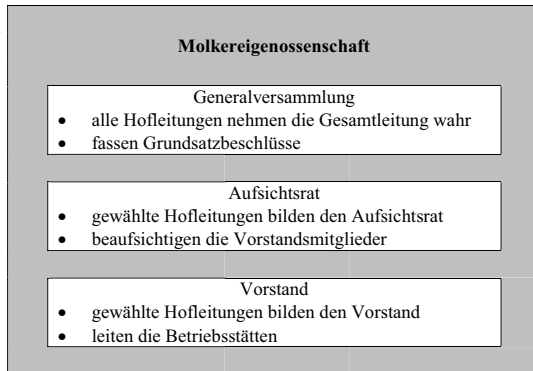 Molkereigenossenschaft
Generalversammlung
• alle Hofleitungen nehmen die Gesamtleitung wahr
• fassen Grundsatzbeschlüsse
Aufsichtsrat
• gewählte Hofleitungen bilden den Aufsichtsrat
• beaufsichtigen die Vorstandsmitglieder
Vorstand
• gewählte Hofleitungen bilden den Vorstand
• leiten die Betriebsstätten